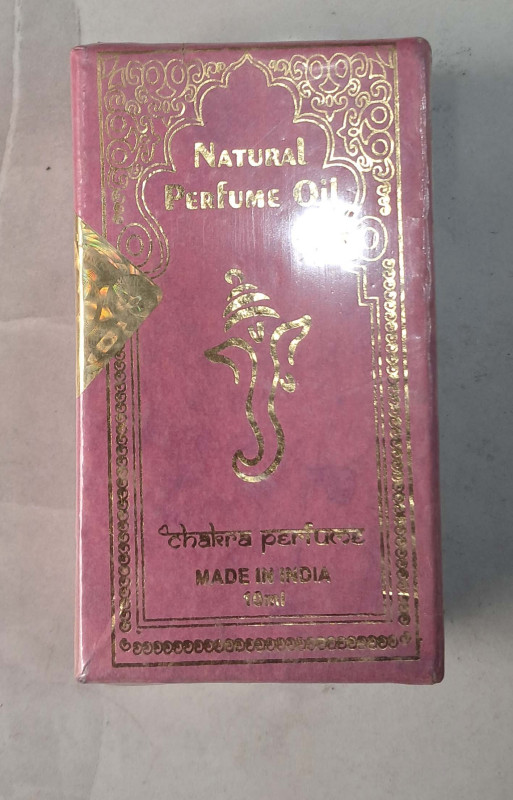 Natural
Perfume Oil
chakra perfume
MADE IN INDIA
10ml